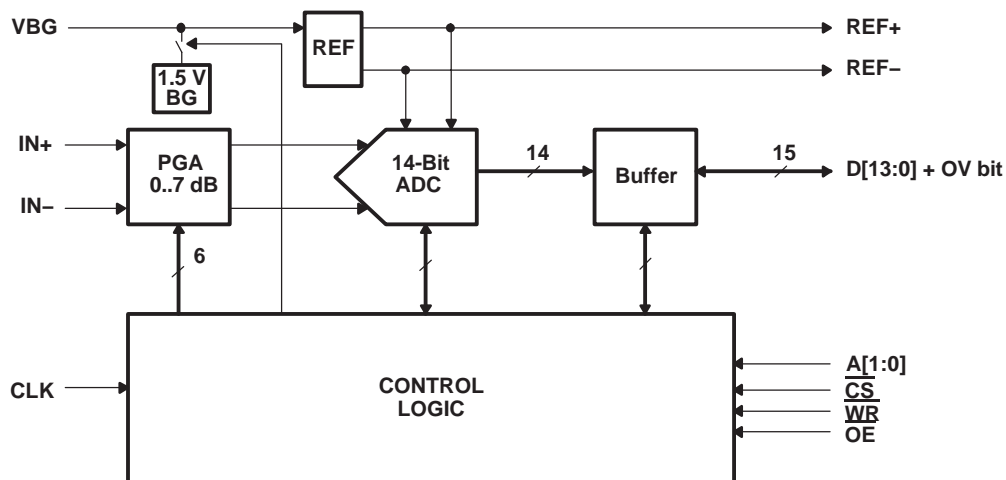 VBG
REF
REF+
REF–
1.5 V
BG
IN+
IN–
PGA
0..7 dB
14-Bit
ADC
14
Buffer
15
D[13:0] + OV bit
6
CLK
CONTROL
LOGIC
A[1:0]
CS
WR
OE